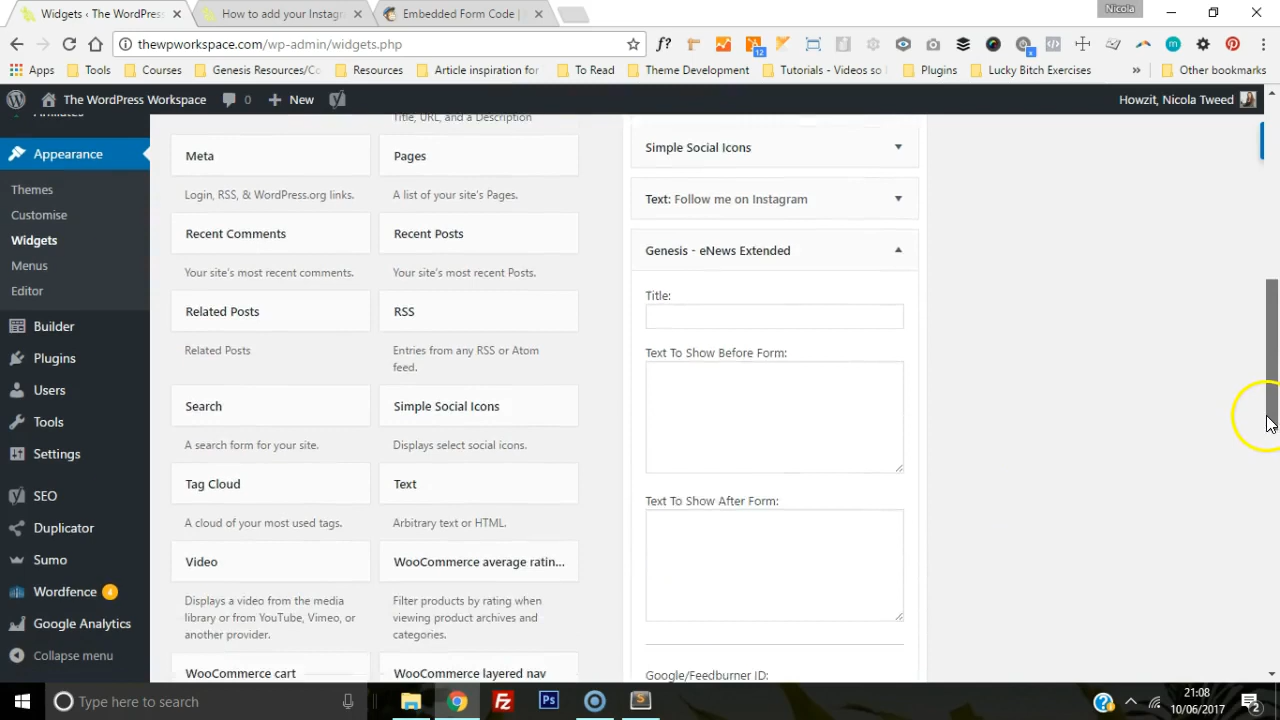 Nicola
Widgets ‹ The WordPress
How to add your Instagr
Embedded Form Code |
thewpworkspace.com/wp-admin/widgets.php
f?
12
x
m
Apps
Tools
Courses
Genesis Resources/Co
Resources
Article inspiration for
To Read
Theme Development
Tutorials - Videos so
Plugins
Lucky Bitch Exercises
»
Other bookmarks
The WordPress Workspace
0
New
Howzit, Nicola Tweed
Affiliates
Appearance
Themes
Customise
Widgets
Menus
Editor
Builder
Plugins
Users
Tools
Settings
SEO
Duplicator
Sumo
Wordfence 4
Google Analytics
Collapse menu
Title, URL, and a Description
Meta
Pages
Login, RSS, & WordPress.org links.
A list of your site's Pages.
Recent Comments
Recent Posts
Your site's most recent comments.
Your site's most recent Posts.
Related Posts
RSS
Related Posts
Entries from any RSS or Atom
feed.
Search
Simple Social Icons
A search form for your site.
Displays select social icons.
Tag Cloud
Text
A cloud of your most used tags.
Arbitrary text or HTML.
Video
WooCommerce average ratin...
Displays a video from the media
library or from YouTube, Vimeo, or
another provider.
Filter products by rating when
viewing product archives and
categories.
WooCommerce cart
WooCommerce layered nav
Simple Social Icons
Text: Follow me on Instagram
Genesis - eNews Extended
Title:
Text To Show Before Form:
Text To Show After Form:
Google/Feedburner ID:
Type here to search
Fz
Ps
S
21:08
10/06/2017
2